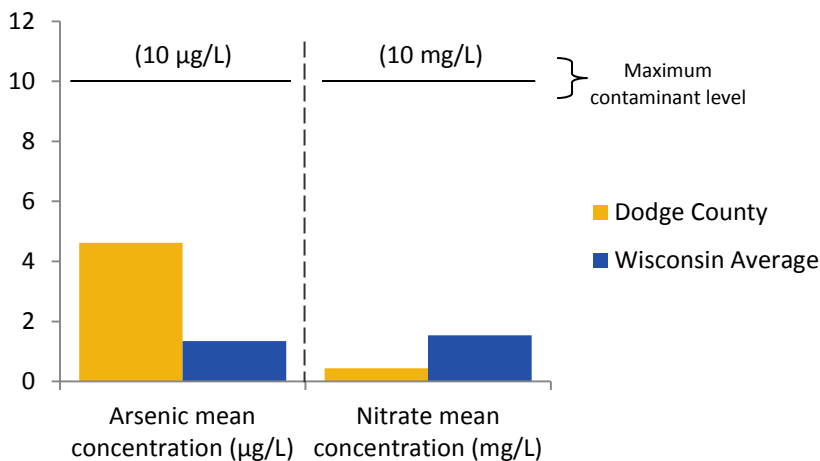 12
10
8
6
4
2
0
(10 µg/L)
(10 mg/L)
Maximum
contaminant level
Dodge County
Wisconsin Average
Arsenic mean
concentration (µg/L)
Nitrate mean
concentration (mg/L)